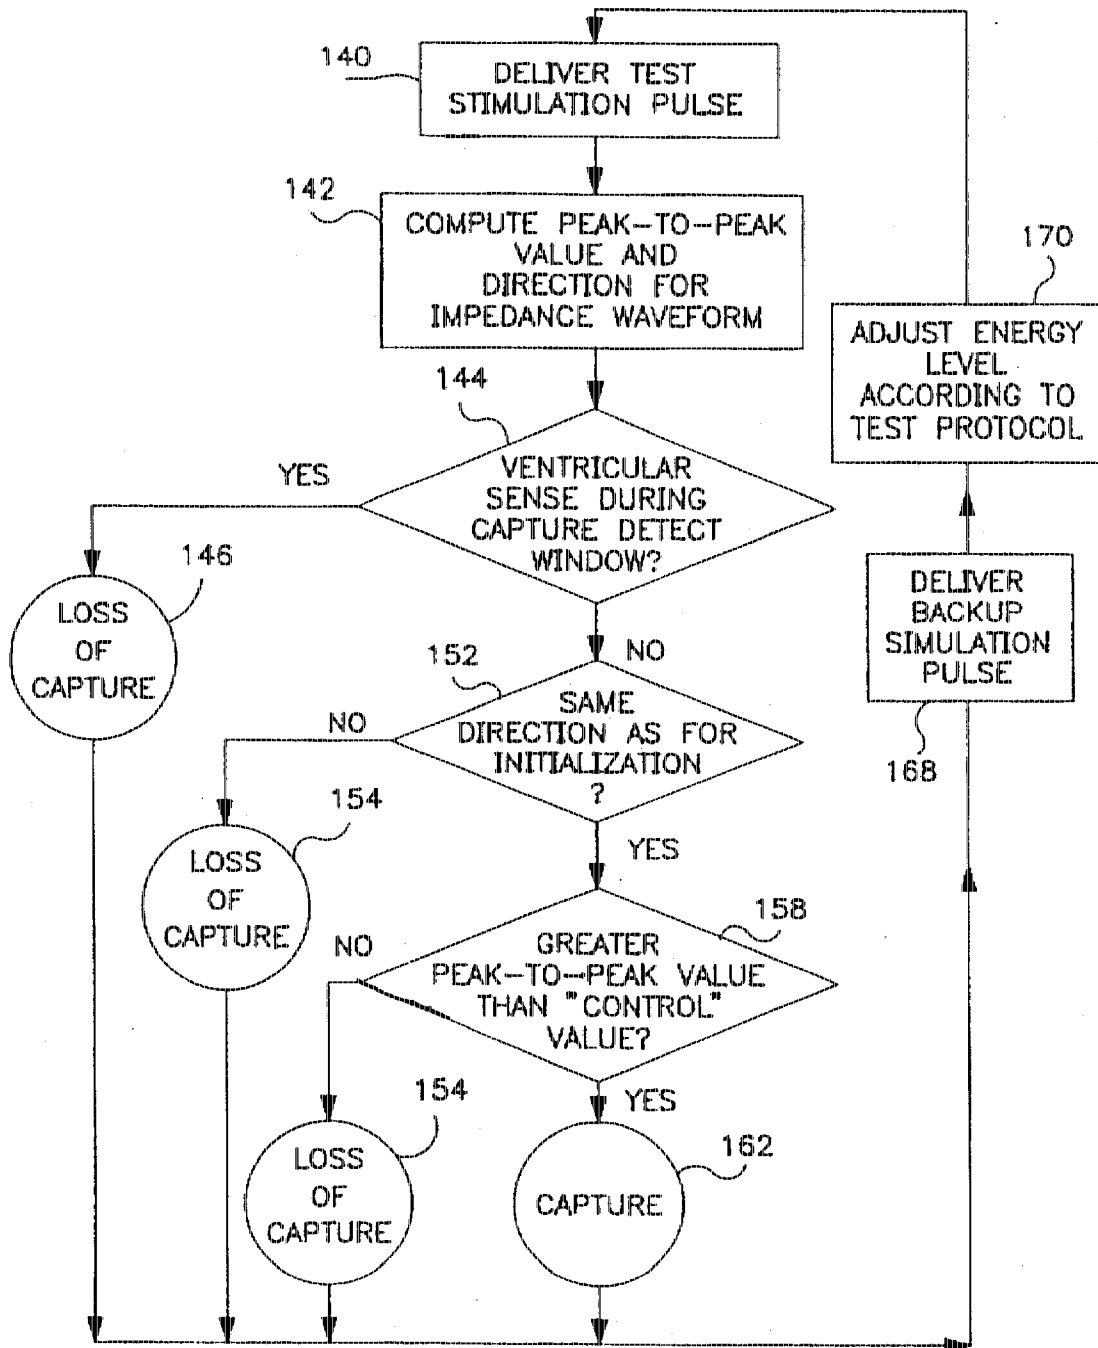 140
DELIVER TEST
STIMULATION PULSE
142
COMPUTE PEAK-TO-PEAK
VALUE AND
DIRECTION FOR
IMPEDANCE WAVEFORM
170
ADJUST ENERGY
LEVEL
ACCORDING TO
TEST PROTOCOL
144
YES
VENTRICULAR
SENSE DURING
CAPTURE DETECT
WINDOW?
146
LOSS
OF
CAPTURE
DELIVER
BACKUP
SIMULATION
PULSE
168
152
NO
NO
SAME
DIRECTION AS FOR
INITIALIZATION
?
154
LOSS
OF
CAPTURE
YES
158
NO
GREATER
PEAK-TO-PEAK VALUE
THAN "CONTROL"
VALUE?
154
YES
LOSS
OF
CAPTURE
162
CAPTURE